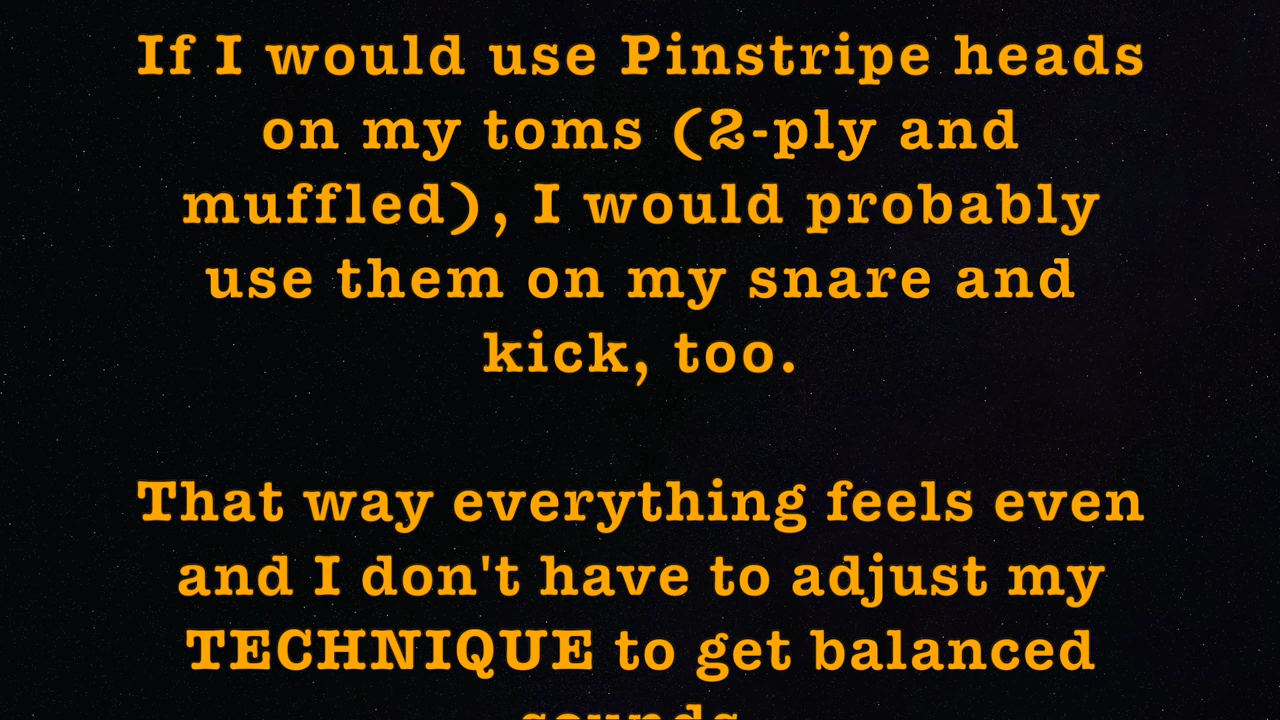 If I would use Pinstripe heads
on my toms (2-ply and
muffled), I would probably
use them on my snare and
kick, too.
That way everything feels even
and I don't have to adjust my
TECHNIQUE to get balanced